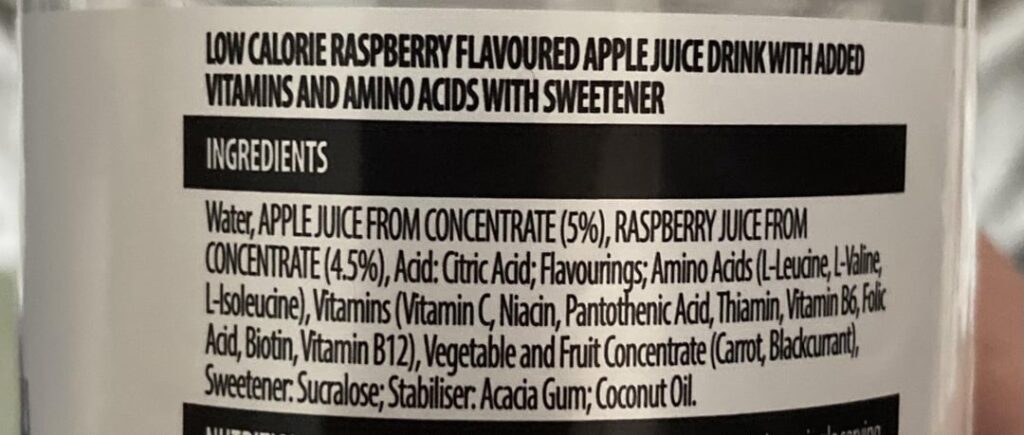 LOW CALORIE RASPBERRY FLAVOURED APPLE JUICE DRINK WITH ADDED
VITAMINS AND AMINO ACIDS WITH SWEETENER
INGREDIENTS
Water, APPLE JUICE FROM CONCENTRATE (5%), RASPBERRY JUICE FROM
CONCENTRATE (4.5%), Acid: Citric Acid; Flavourings; Amino Acids (L-Leucine, L-Valine,
L-Isoleucine), Vitamins (Vitamin C, Niacin, Pantothenic Acid, Thiamin, Vitamin B6, Folic
Acid, Biotin, Vitamin B12), Vegetable and Fruit Concentrate (Carrot, Blackcurrant),
Sweetener: Sucralose; Stabiliser: Acacia Gum; Coconut Oil.